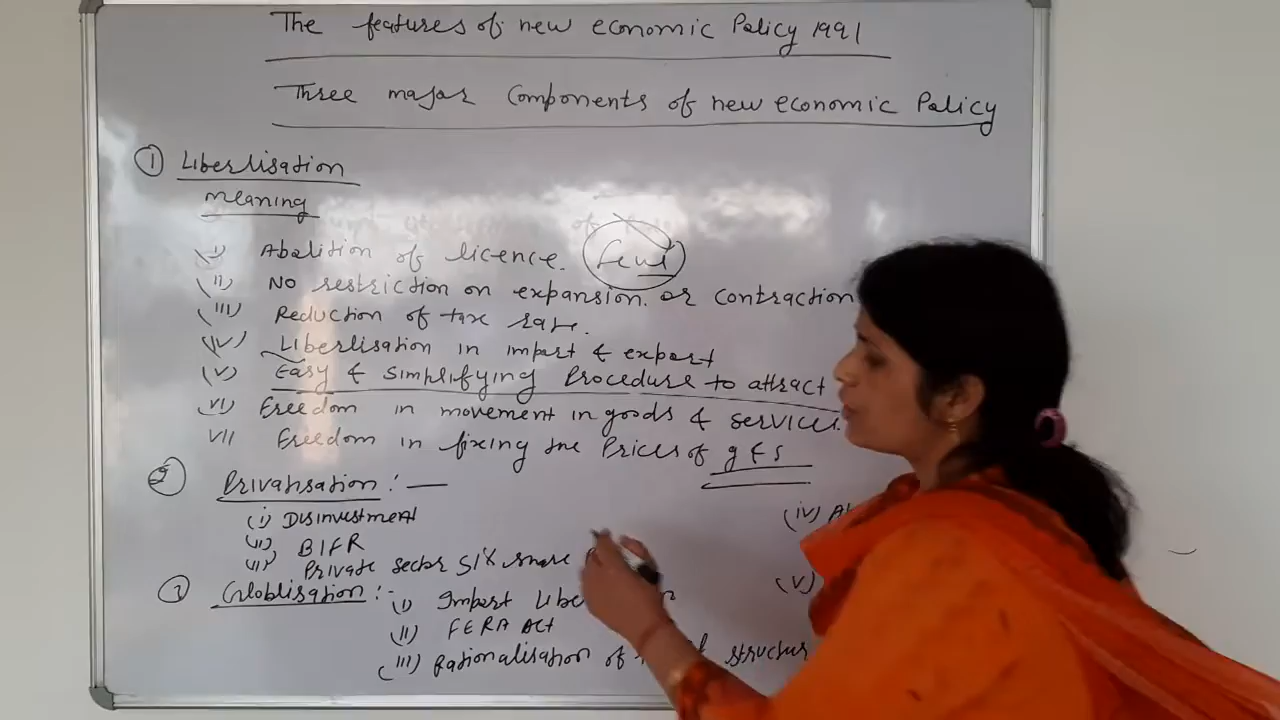 The features of new economic Policy 1991
Three major Components of new economic Policy
① Liberlisation
meaning
(i) Abolition of licence.
(ii) No restriction on expansion. or contraction
(iii) Reduction of tax rate.
(iv) Liberlisation in import & export
(v) Easy & simplifying Procedure to attract
vi) Freedom in movement in goods & services.
vii Freedom in fixing the Prices of g & s
② Privatisation :—
(i) Disinvestment
(ii) BIFR
Private sector SIX share
③ Globlisation :-
(i) Import
(ii) FERA Act
(iii) Rationalisation of structur
(iv)
(v)